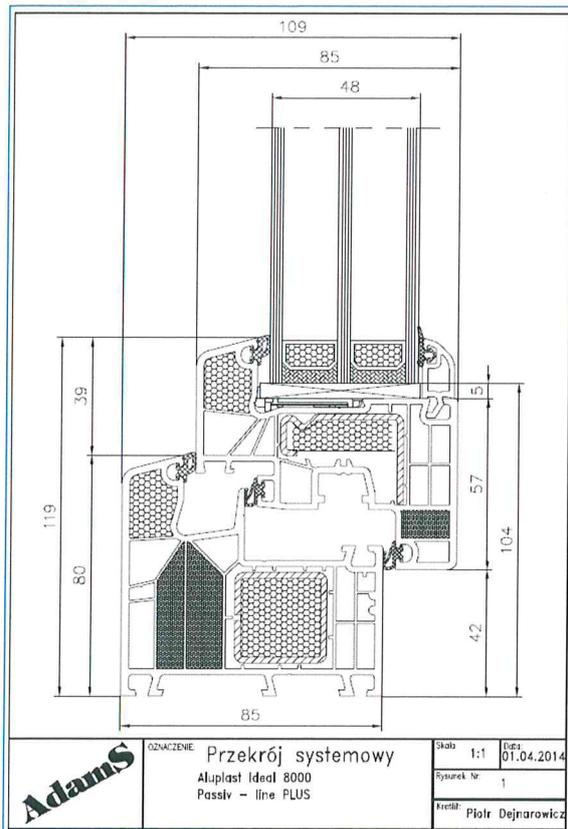 109
85
48
39
119
80
5
57
104
42
85
AdamS
OZNACZENIE:
Przekrój systemowy
Aluplast Ideal 8000
Passiv – line PLUS
Skala 1:1
Data: 01.04.2014
Rysunek Nr: 1
Kreślił: Piotr Dejnarowicz